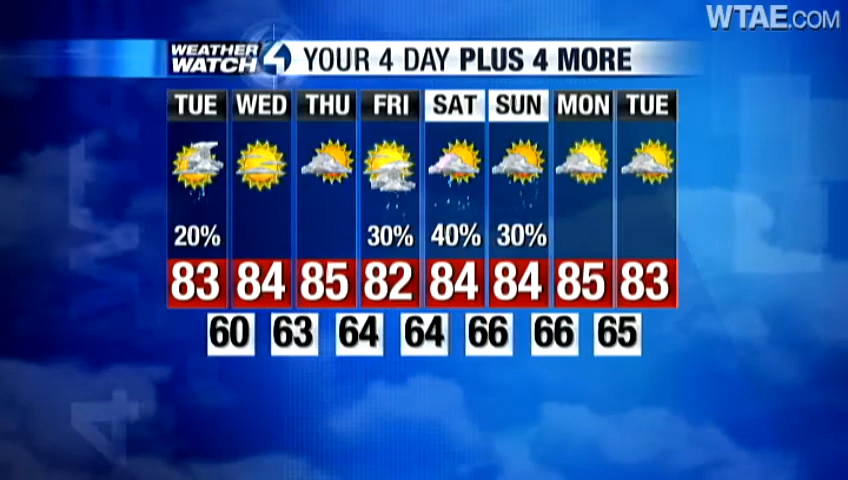 WTAE.COM
WEATHER
WATCH 4
YOUR 4 DAY PLUS 4 MORE
TUE WED THU FRI SAT SUN MON TUE
20% 30% 40% 30%
83 84 85 82 84 84 85 83
60 63 64 64 66 66 65
4